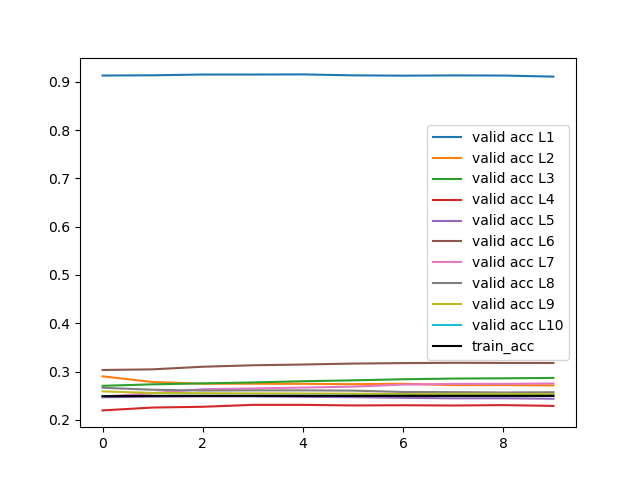 0.9
0.8
0.7
0.6
0.5
0.4
0.3
0.2
0 2 4 6 8
valid acc L1
valid acc L2
valid acc L3
valid acc L4
valid acc L5
valid acc L6
valid acc L7
valid acc L8
valid acc L9
valid acc L10
train_acc